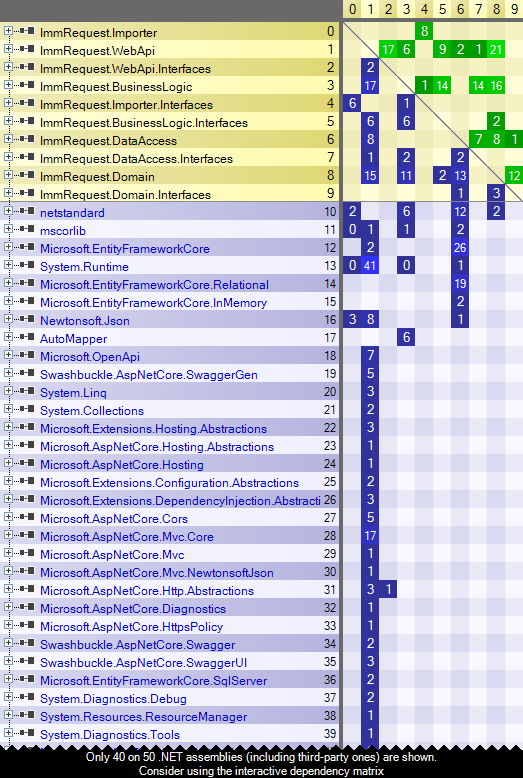 0 1 2 3 4 5 6 7 8 9
ImmRequest.Importer 0 8
ImmRequest.WebApi 1 17 6 9 2 1 21
ImmRequest.WebApi.Interfaces 2 2
ImmRequest.BusinessLogic 3 17 1 14 14 16
ImmRequest.Importer.Interfaces 4 6 1
ImmRequest.BusinessLogic.Interfaces 5 6 6 2
ImmRequest.DataAccess 6 8 7 8 1
ImmRequest.DataAccess.Interfaces 7 1 2 2
ImmRequest.Domain 8 15 11 2 13 12
ImmRequest.Domain.Interfaces 9 1 3
netstandard 10 2 6 12 2
mscorlib 11 0 1 1 2
Microsoft.EntityFrameworkCore 12 2 26
System.Runtime 13 0 41 0 1
Microsoft.EntityFrameworkCore.Relational 14 19
Microsoft.EntityFrameworkCore.InMemory 15 2
Newtonsoft.Json 16 3 8 1
AutoMapper 17 6
Microsoft.OpenApi 18 7
Swashbuckle.AspNetCore.SwaggerGen 19 5
System.Linq 20 3
System.Collections 21 2
Microsoft.Extensions.Hosting.Abstractions 22 3
Microsoft.AspNetCore.Hosting.Abstractions 23 1
Microsoft.AspNetCore.Hosting 24 1
Microsoft.Extensions.Configuration.Abstractions 25 2
Microsoft.Extensions.DependencyInjection.Abstracti 26 3
Microsoft.AspNetCore.Cors 27 5
Microsoft.AspNetCore.Mvc.Core 28 17
Microsoft.AspNetCore.Mvc 29 1
Microsoft.AspNetCore.Mvc.NewtonsoftJson 30 1
Microsoft.AspNetCore.Http.Abstractions 31 3 1
Microsoft.AspNetCore.Diagnostics 32 1
Microsoft.AspNetCore.HttpsPolicy 33 1
Swashbuckle.AspNetCore.Swagger 34 2
Swashbuckle.AspNetCore.SwaggerUI 35 3
Microsoft.EntityFrameworkCore.SqlServer 36 2
System.Diagnostics.Debug 37 2
System.Resources.ResourceManager 38 1
System.Diagnostics.Tools 39 1
Only 40 on 50 .NET assemblies (including third-party ones) are shown.
Consider using the interactive dependency matrix